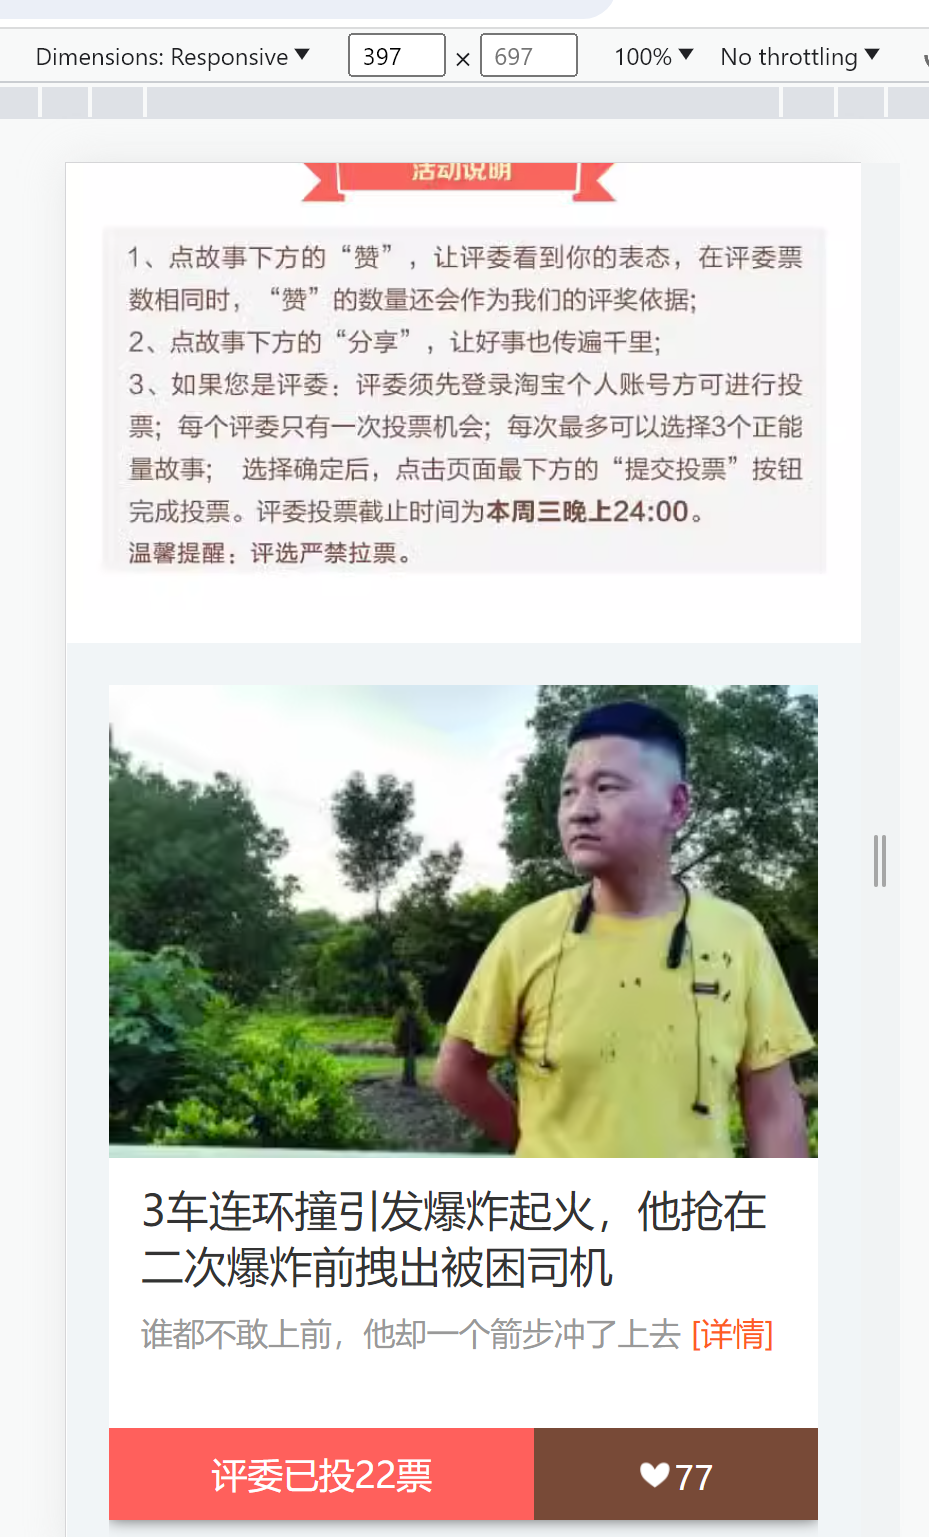 Dimensions: Responsive 397 × 697 100% No throttling
活动说明
1、点故事下方的“赞”，让评委看到你的表态，在评委票
数相同时，“赞”的数量还会作为我们的评奖依据;
2、点故事下方的“分享”，让好事也传遍千里;
3、如果您是评委：评委须先登录淘宝个人账号方可进行投
票；每个评委只有一次投票机会；每次最多可以选择3个正能
量故事； 选择确定后，点击页面最下方的“提交投票”按钮
完成投票。评委投票截止时间为本周三晚上24:00。
温馨提醒：评选严禁拉票。
3车连环撞引发爆炸起火，他抢在
二次爆炸前拽出被困司机
谁都不敢上前，他却一个箭步冲了上去 [详情]
评委已投22票
77